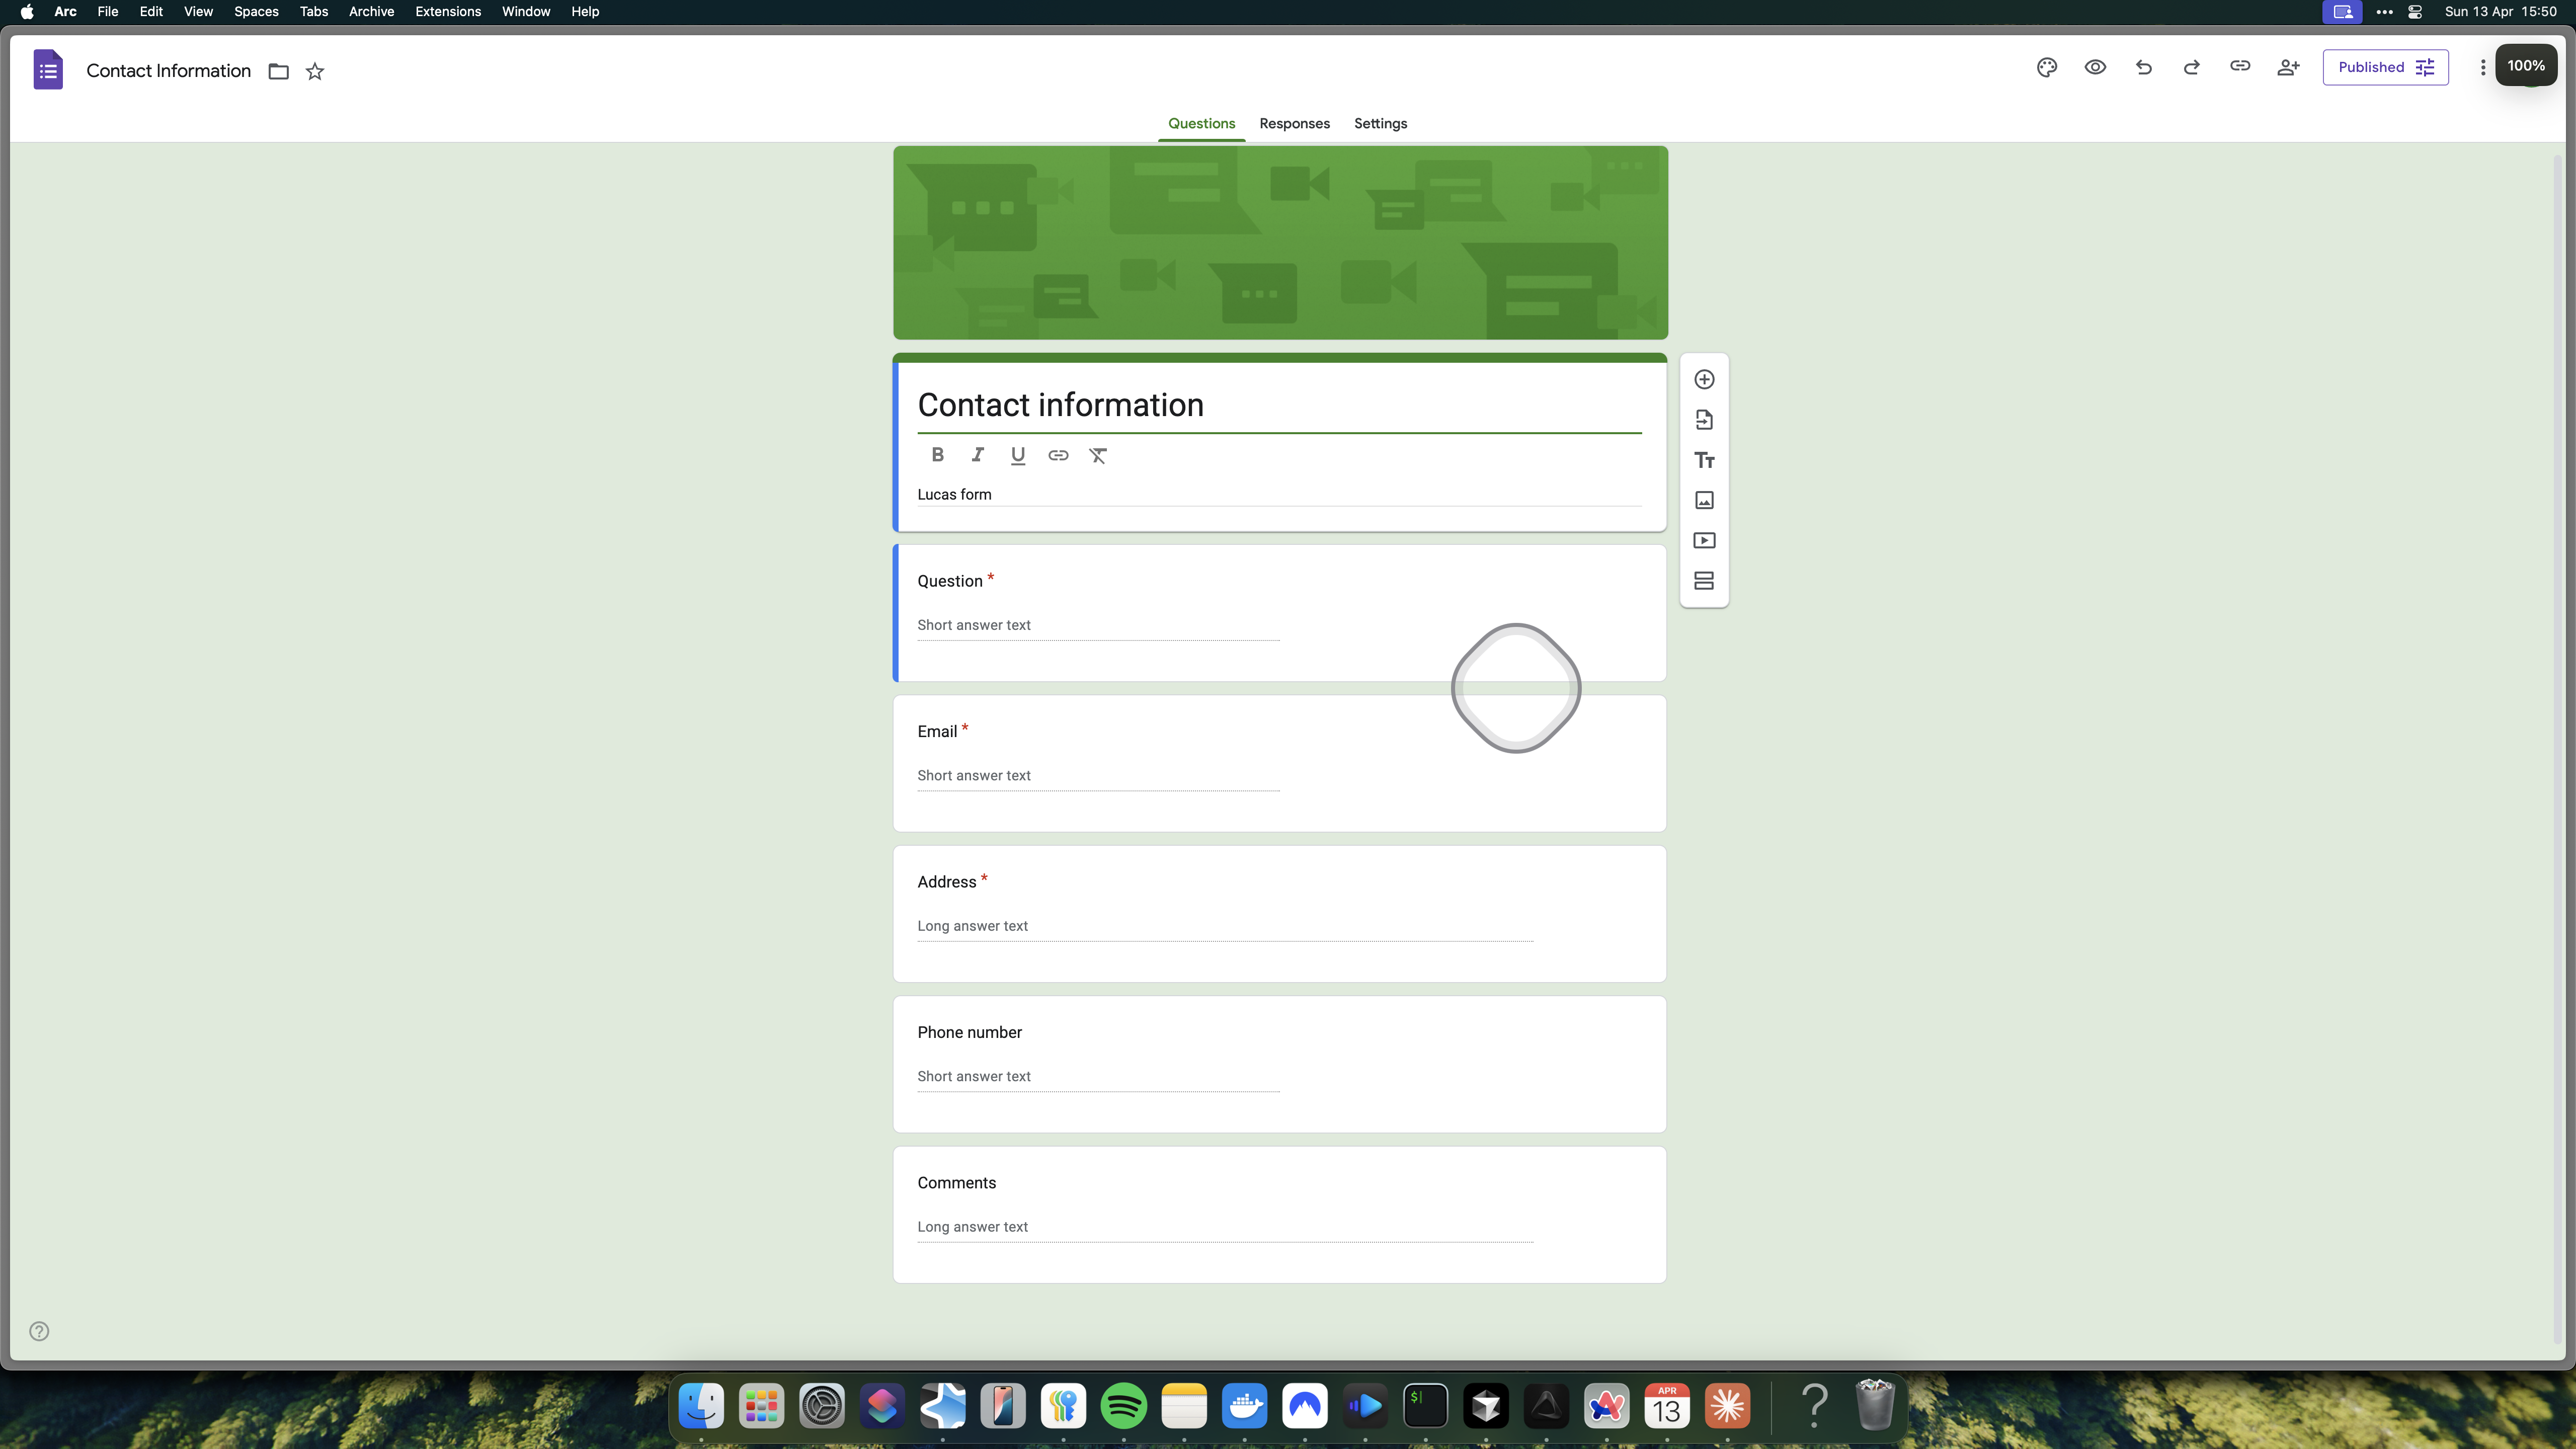 Arc File Edit View Spaces Tabs Archive Extensions Window Help Sun 13 Apr 15:50
Contact Information Published 100%
Questions Responses Settings
Contact information
B I U
Lucas form
Question *
Short answer text
Email *
Short answer text
Address *
Long answer text
Phone number
Short answer text
Comments
Long answer text
APR
13